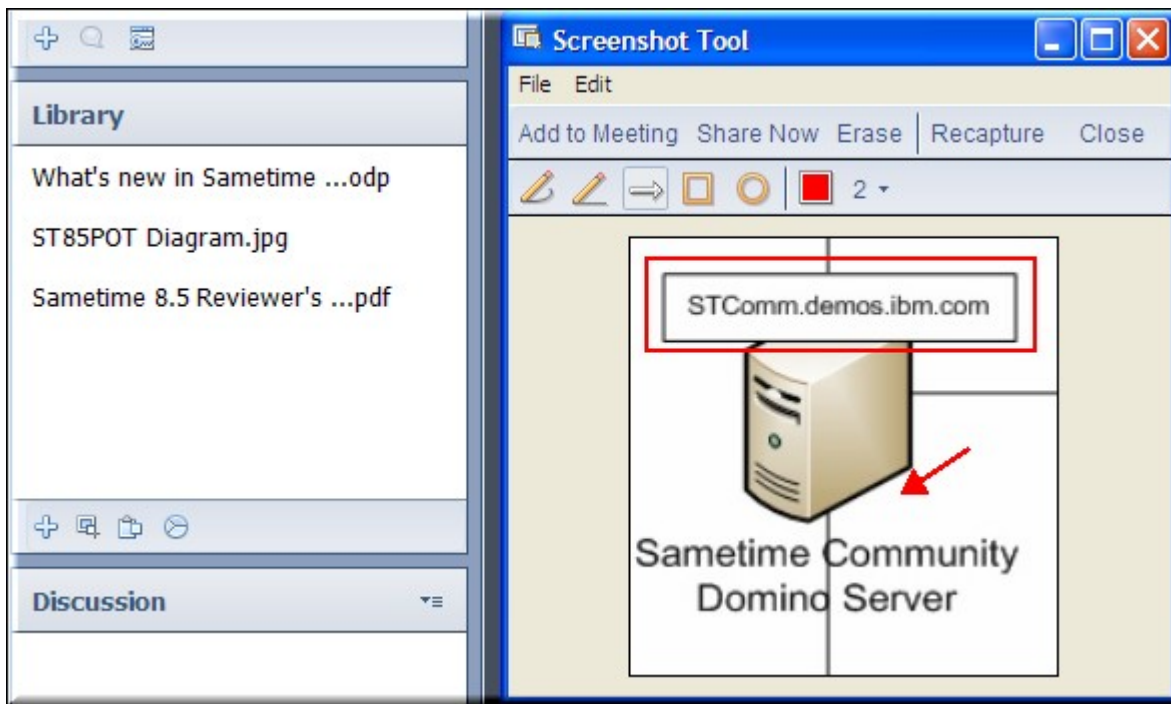 Library
What's new in Sametime ...odp
ST85POT Diagram.jpg
Sametime 8.5 Reviewer's ...pdf
Discussion
Screenshot Tool
File Edit
Add to Meeting Share Now Erase Recapture Close
2
STComm.demos.ibm.com
Sametime Community
Domino Server